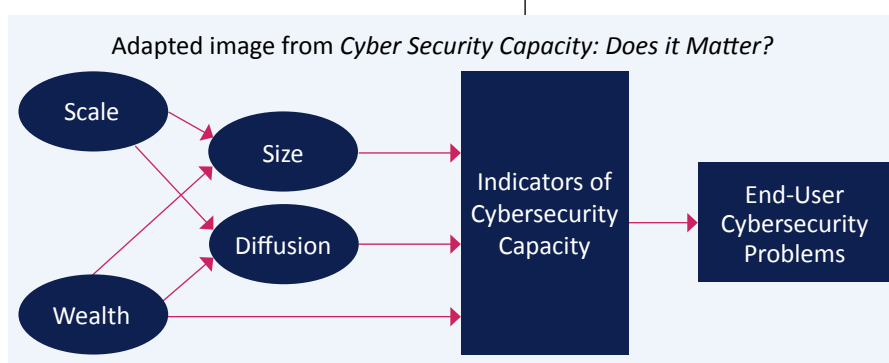 Adapted image from Cyber Security Capacity: Does it Matter?
Scale
Size
Diffusion
Wealth
Indicators of
Cybersecurity
Capacity
End-User
Cybersecurity
Problems